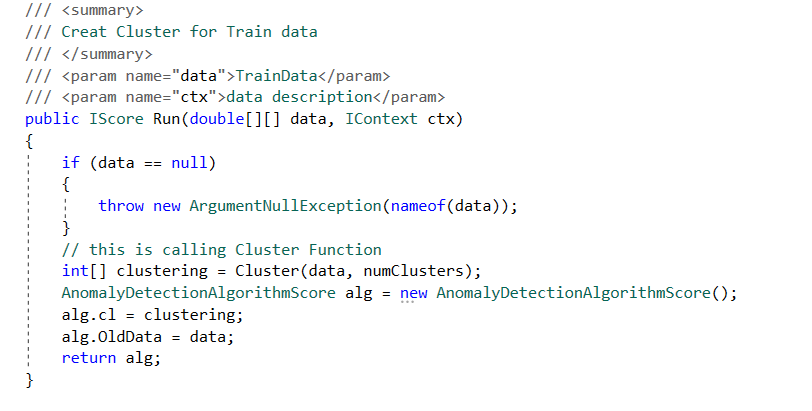 /// <summary>
/// Creat Cluster for Train data
/// </summary>
/// <param name="data">TrainData</param>
/// <param name="ctx">data description</param>
public IScore Run(double[][] data, IContext ctx)
{
    if (data == null)
    {
        throw new ArgumentNullException(nameof(data));
    }
    // this is calling Cluster Function
    int[] clustering = Cluster(data, numClusters);
    AnomalyDetectionAlgorithmScore alg = new AnomalyDetectionAlgorithmScore();
    alg.cl = clustering;
    alg.OldData = data;
    return alg;
}